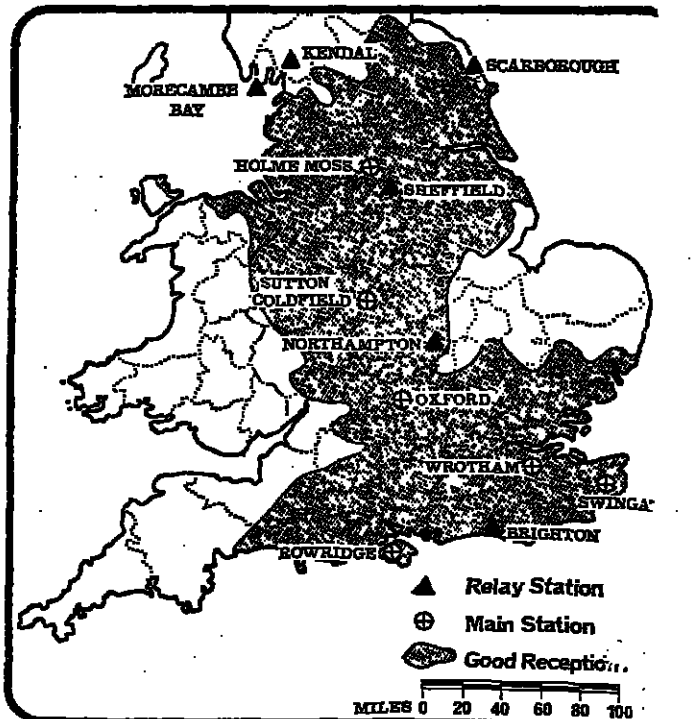 KENDAL
SCARBOROUGH
MORECAMBE
BAY
HOLME MOSS
SHEFFIELD
SUTTON
COLDFIELD
NORTHAMPTON
OXFORD
WROTHAM
SWINGA
BRIGHTON
ROWRIDGE
Relay Station
Main Station
Good Reception
MILES 0 20 40 60 80 100